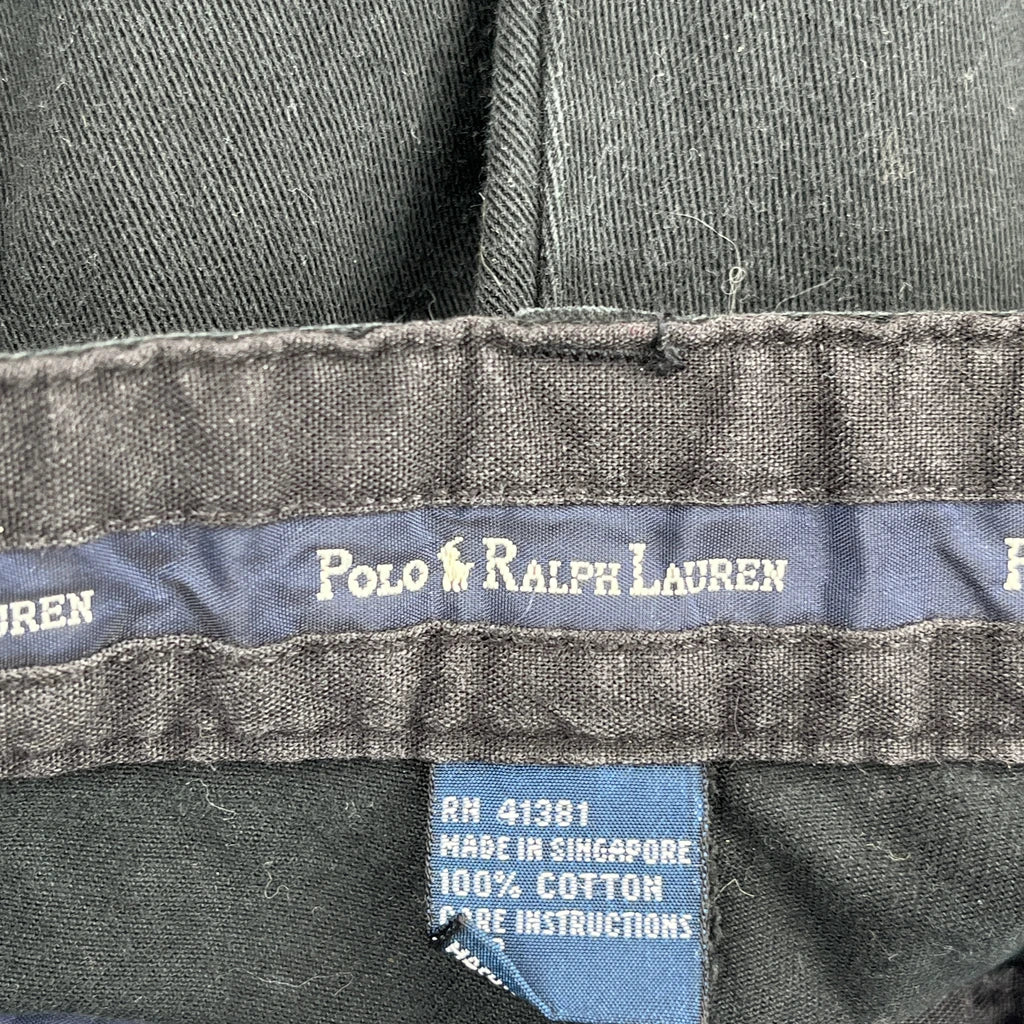 UREN POLO RALPH LAUREN
RN 41381
MADE IN SINGAPORE
100% COTTON
CARE INSTRUCTIONS